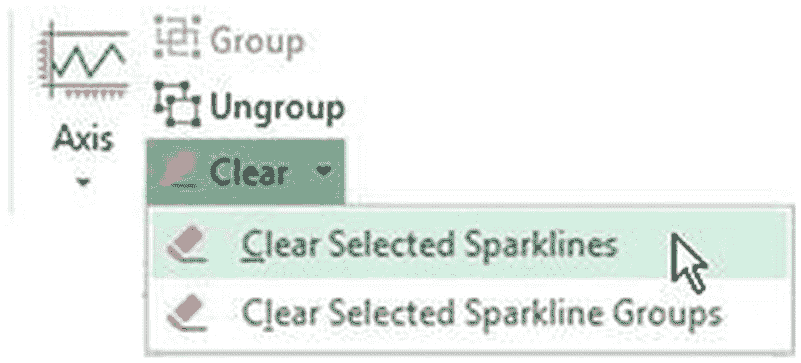 Group
Ungroup
Axis
Clear
Clear Selected Sparklines
Clear Selected Sparkline Groups